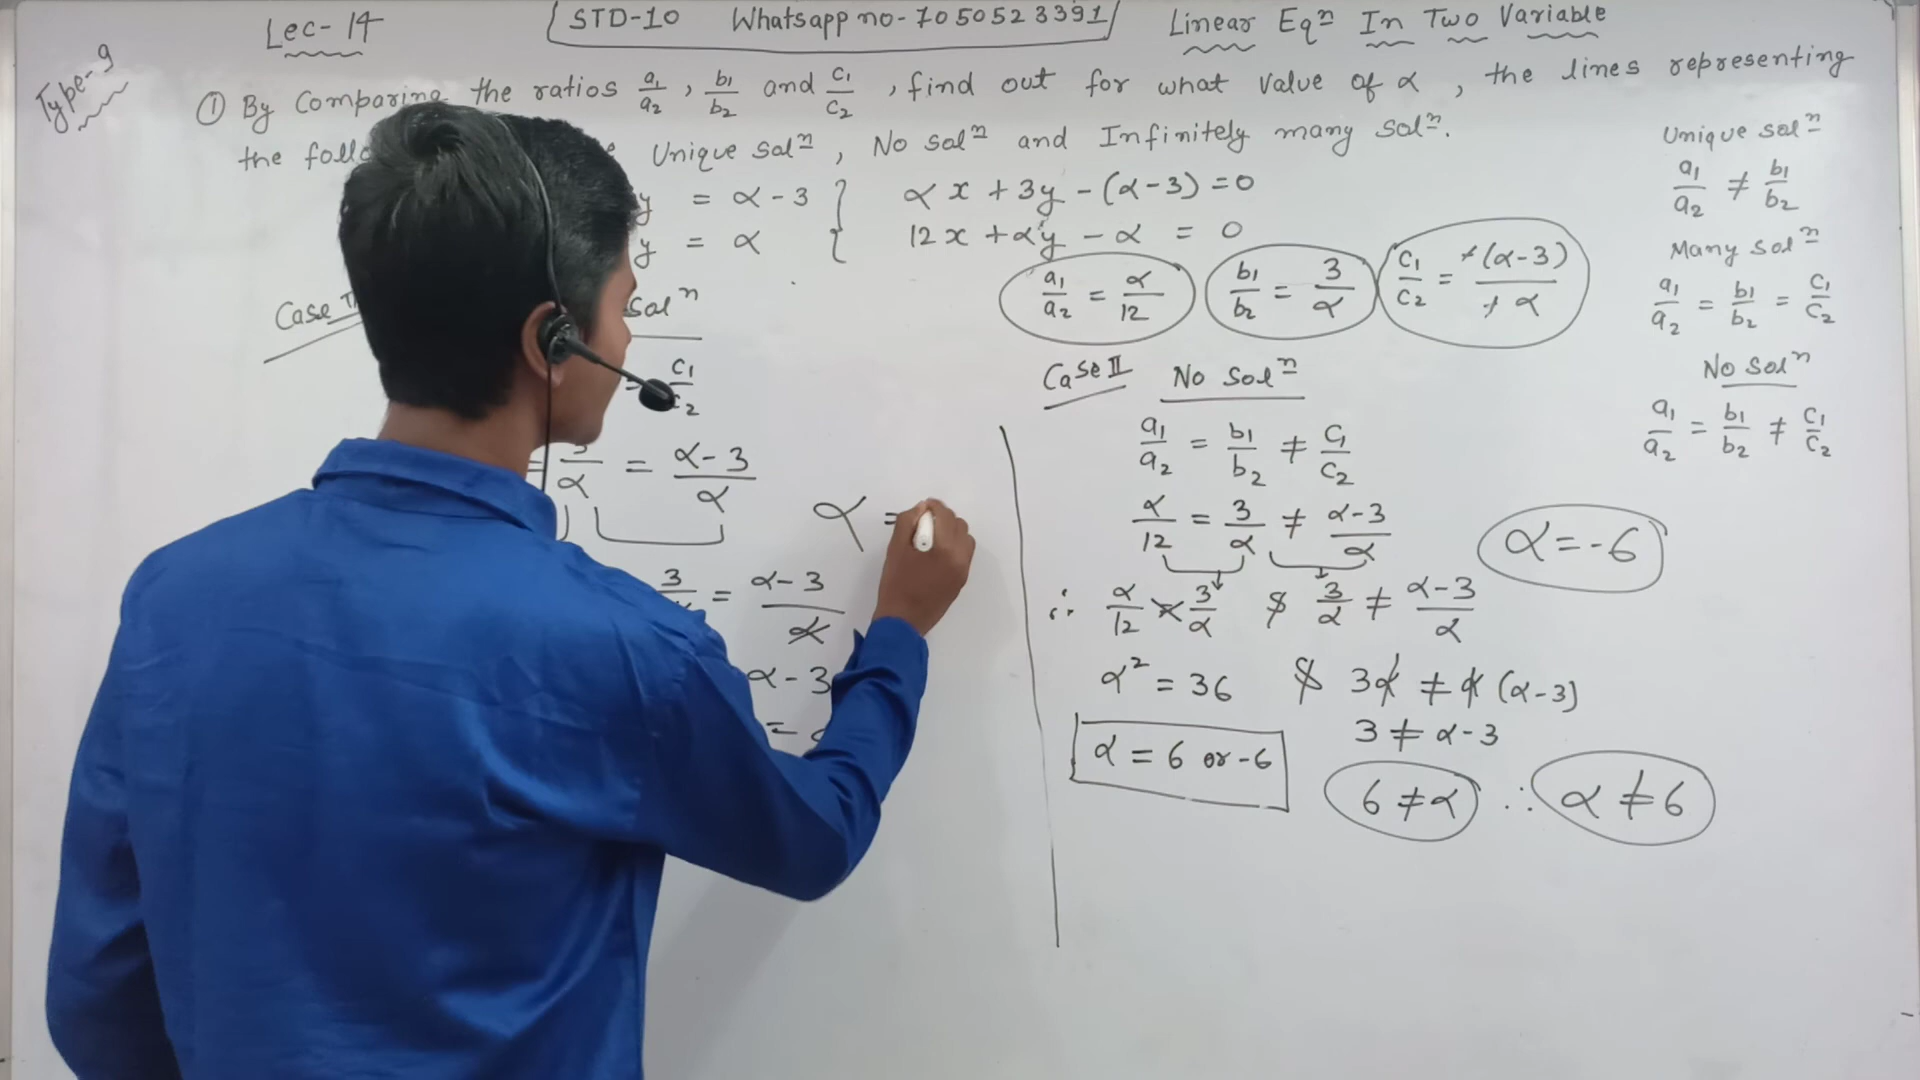 Lec-14
STD-10 Whatsapp no-7050523391
Linear Eqⁿ In Two Variable
Type-9
① By Comparing the ratios a₁/a₂ , b₁/b₂ and c₁/c₂ , find out for what value of α , the lines representing
the Unique solⁿ , No solⁿ and Infinitely many solⁿ.
y = α - 3 } α x + 3y - (α-3) = 0
y = α { 12x + αy - α = 0
a₁/a₂ = α/12
b₁/b₂ = 3/α
c₁/c₂ = -(α-3)/-α
Case
solⁿ
= c₁/c₂
= 3/α = α-3/α
α =
3 = α-3/α
α-3
=
Case II No solⁿ
a₁/a₂ = b₁/b₂ ≠ c₁/c₂
α/12 = 3/α ≠ α-3/α
∴ α/12 = 3/α $ 3/α ≠ α-3/α
α² = 36 $ 3α ≠ α (α-3)
3 ≠ α-3
α = 6 or -6
6 ≠ α ∴ α ≠ 6
α = -6
Unique solⁿ
a₁/a₂ ≠ b₁/b₂
Many solⁿ
a₁/a₂ = b₁/b₂ = c₁/c₂
No solⁿ
a₁/a₂ = b₁/b₂ ≠ c₁/c₂